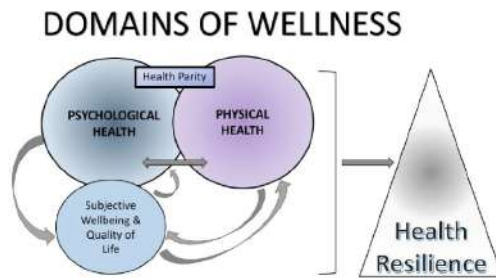 DOMAINS OF WELLNESS
Health Parity
PSYCHOLOGICAL
HEALTH
PHYSICAL
HEALTH
Subjective
Wellbeing &
Quality of
Life
Health
Resilience